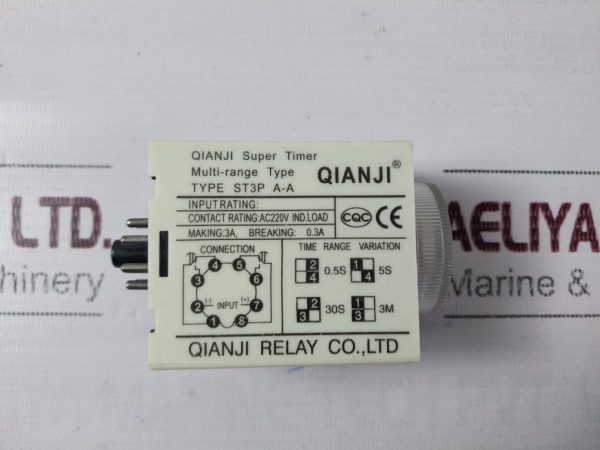 QIANJI Super Timer
Multi-range Type
TYPE ST3P A-A
QIANJI®
INPUT RATING:
CONTACT RATING:AC220V IND.LOAD
MAKING:3A, BREAKING: 0.3A
CQC CE
CONNECTION
4 5
3 6
2 (-) INPUT (+) 7
1 8
TIME RANGE VARIATION
2 4 0.5S 1 4 5S
2 3 30S 1 3 3M
QIANJI RELAY CO.,LTD
LTD.
hinery
AELIYA
Marine &